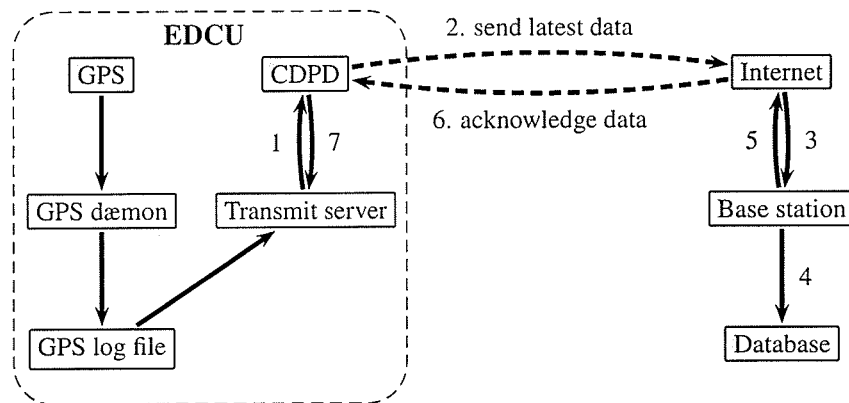 EDCU
2. send latest data
GPS
CDPD
Internet
6. acknowledge data
1
7
5
3
GPS dæmon
Transmit server
Base station
4
GPS log file
Database